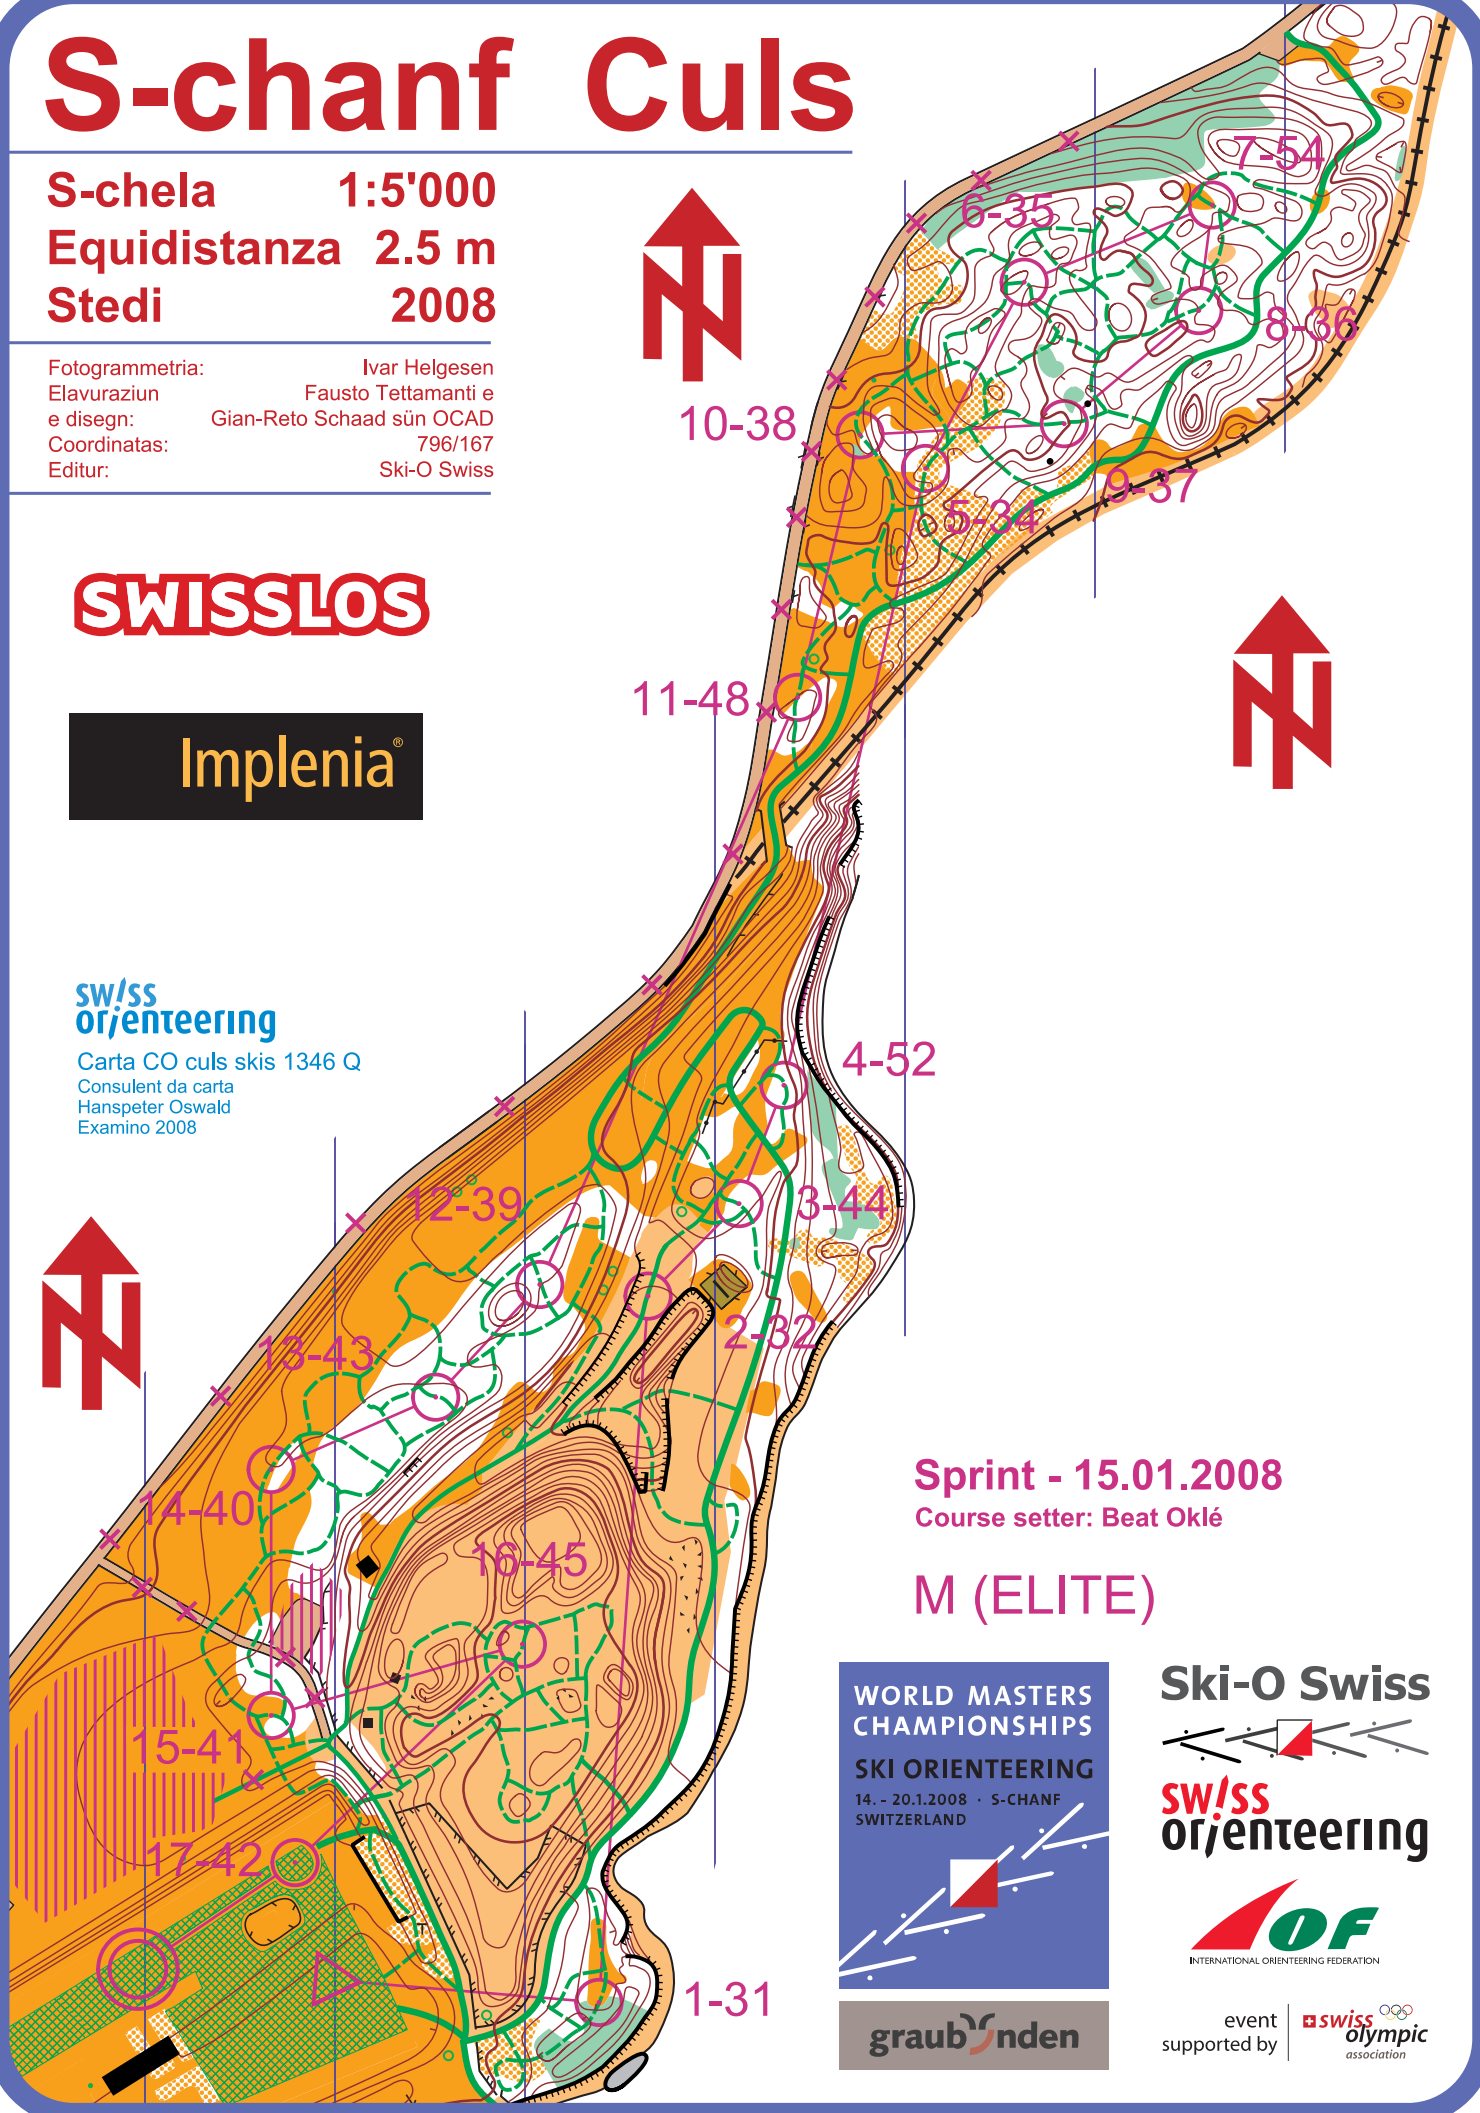 S-chanf Culs
S-chela 1:5'000
Equidistanza 2.5 m
Stedi 2008
Fotogrammetria: Ivar Helgesen
Elavuraziun Fausto Tettamanti e
e disegn: Gian-Reto Schaad sün OCAD
Coordinatas: 796/167
Editur: Ski-O Swiss
SWISSLOS
Implenia®
swiss
orienteering
Carta CO culs skis 1346 Q
Consulent da carta
Hanspeter Oswald
Examino 2008
7-54
6-35
8-36
10-38
9-37
5-34
11-48
4-52
12-39
3-44
2-32
13-43
14-40
16-45
15-41
17-42
1-31
N
N
N
Sprint - 15.01.2008
Course setter: Beat Oklé
M (ELITE)
WORLD MASTERS
CHAMPIONSHIPS
SKI ORIENTEERING
14. - 20.1.2008 · S-CHANF
SWITZERLAND
graubünden
Ski-O Swiss
swiss
orienteering
IOF
INTERNATIONAL ORIENTEERING FEDERATION
event
supported by
swiss
olympic
association